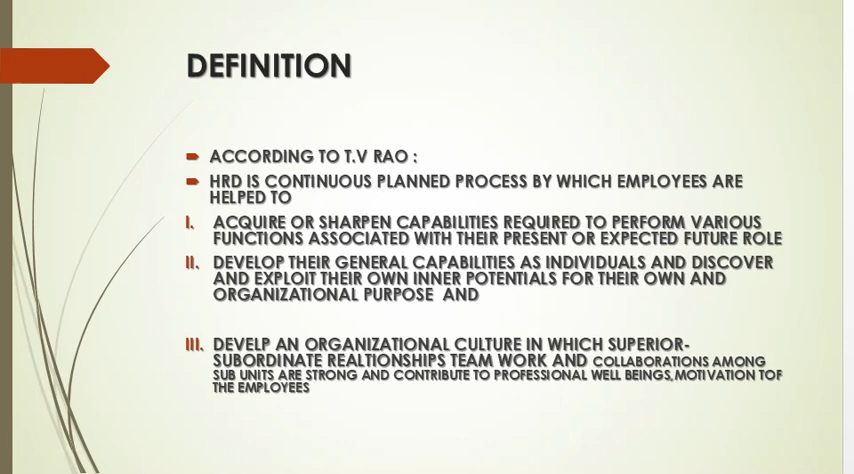 DEFINITION
ACCORDING TO T.V RAO :
HRD IS CONTINUOUS PLANNED PROCESS BY WHICH EMPLOYEES ARE
HELPED TO
I. ACQUIRE OR SHARPEN CAPABILITIES REQUIRED TO PERFORM VARIOUS
FUNCTIONS ASSOCIATED WITH THEIR PRESENT OR EXPECTED FUTURE ROLE
II. DEVELOP THEIR GENERAL CAPABILITIES AS INDIVIDUALS AND DISCOVER
AND EXPLOIT THEIR OWN INNER POTENTIALS FOR THEIR OWN AND
ORGANIZATIONAL PURPOSE AND
III. DEVELP AN ORGANIZATIONAL CULTURE IN WHICH SUPERIOR-
SUBORDINATE REALTIONSHIPS TEAM WORK AND COLLABORATIONS AMONG
SUB UNITS ARE STRONG AND CONTRIBUTE TO PROFESSIONAL WELL BEINGS,MOTIVATION TOF
THE EMPLOYEES